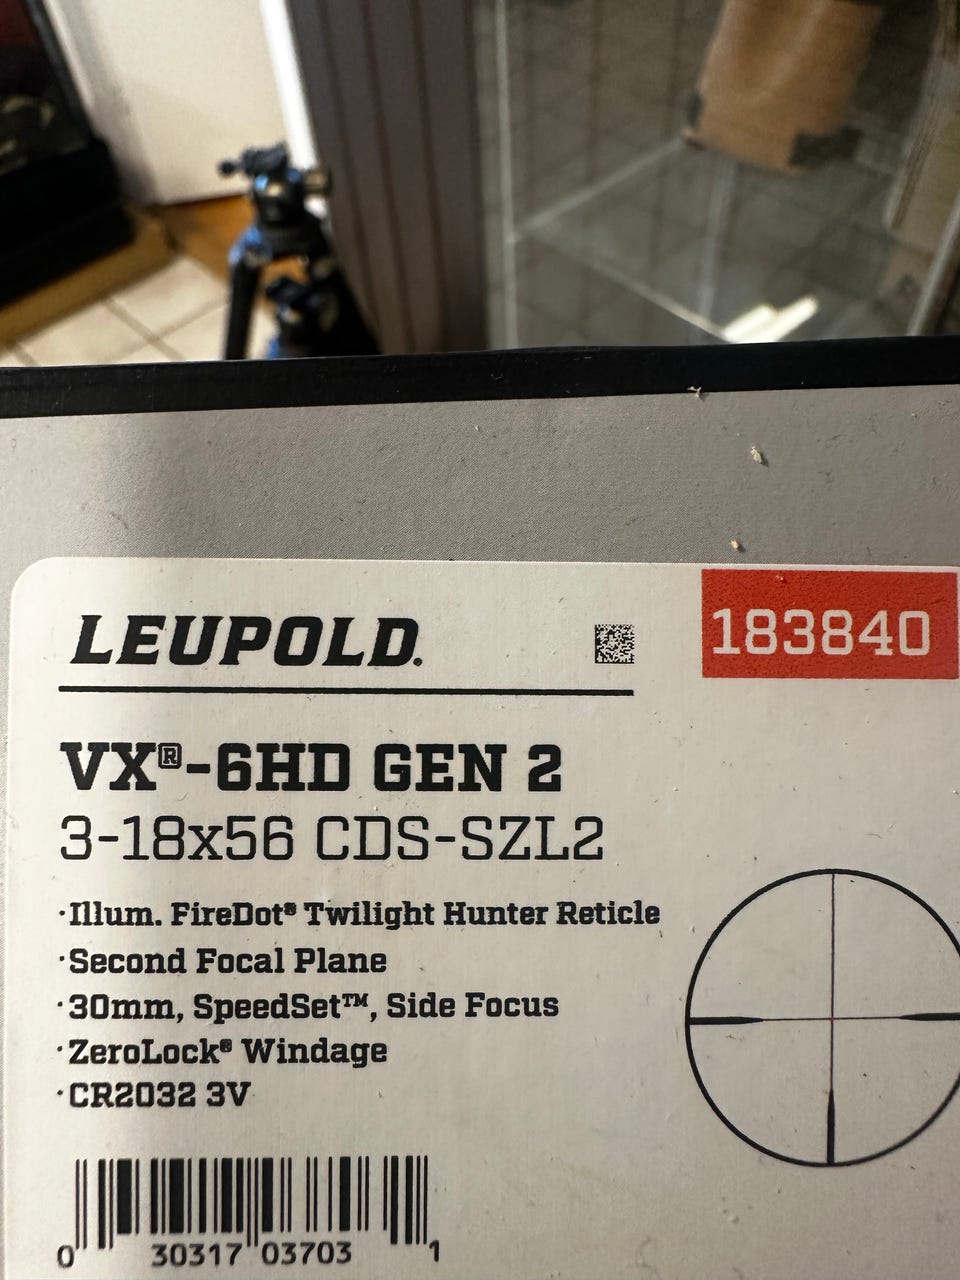 LEUPOLD.
183840
VX®-6HD GEN 2
3-18x56 CDS-SZL2
·Illum. FireDot® Twilight Hunter Reticle
·Second Focal Plane
·30mm, SpeedSet™, Side Focus
·ZeroLock® Windage
·CR2032 3V
0 30317 03703 1